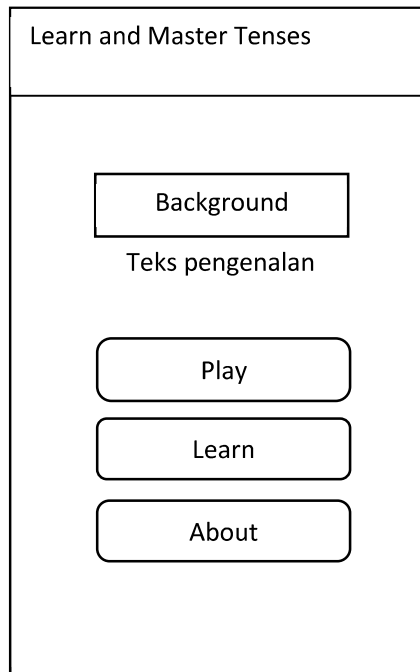 Learn and Master Tenses
Background
Teks pengenalan
Play
Learn
About